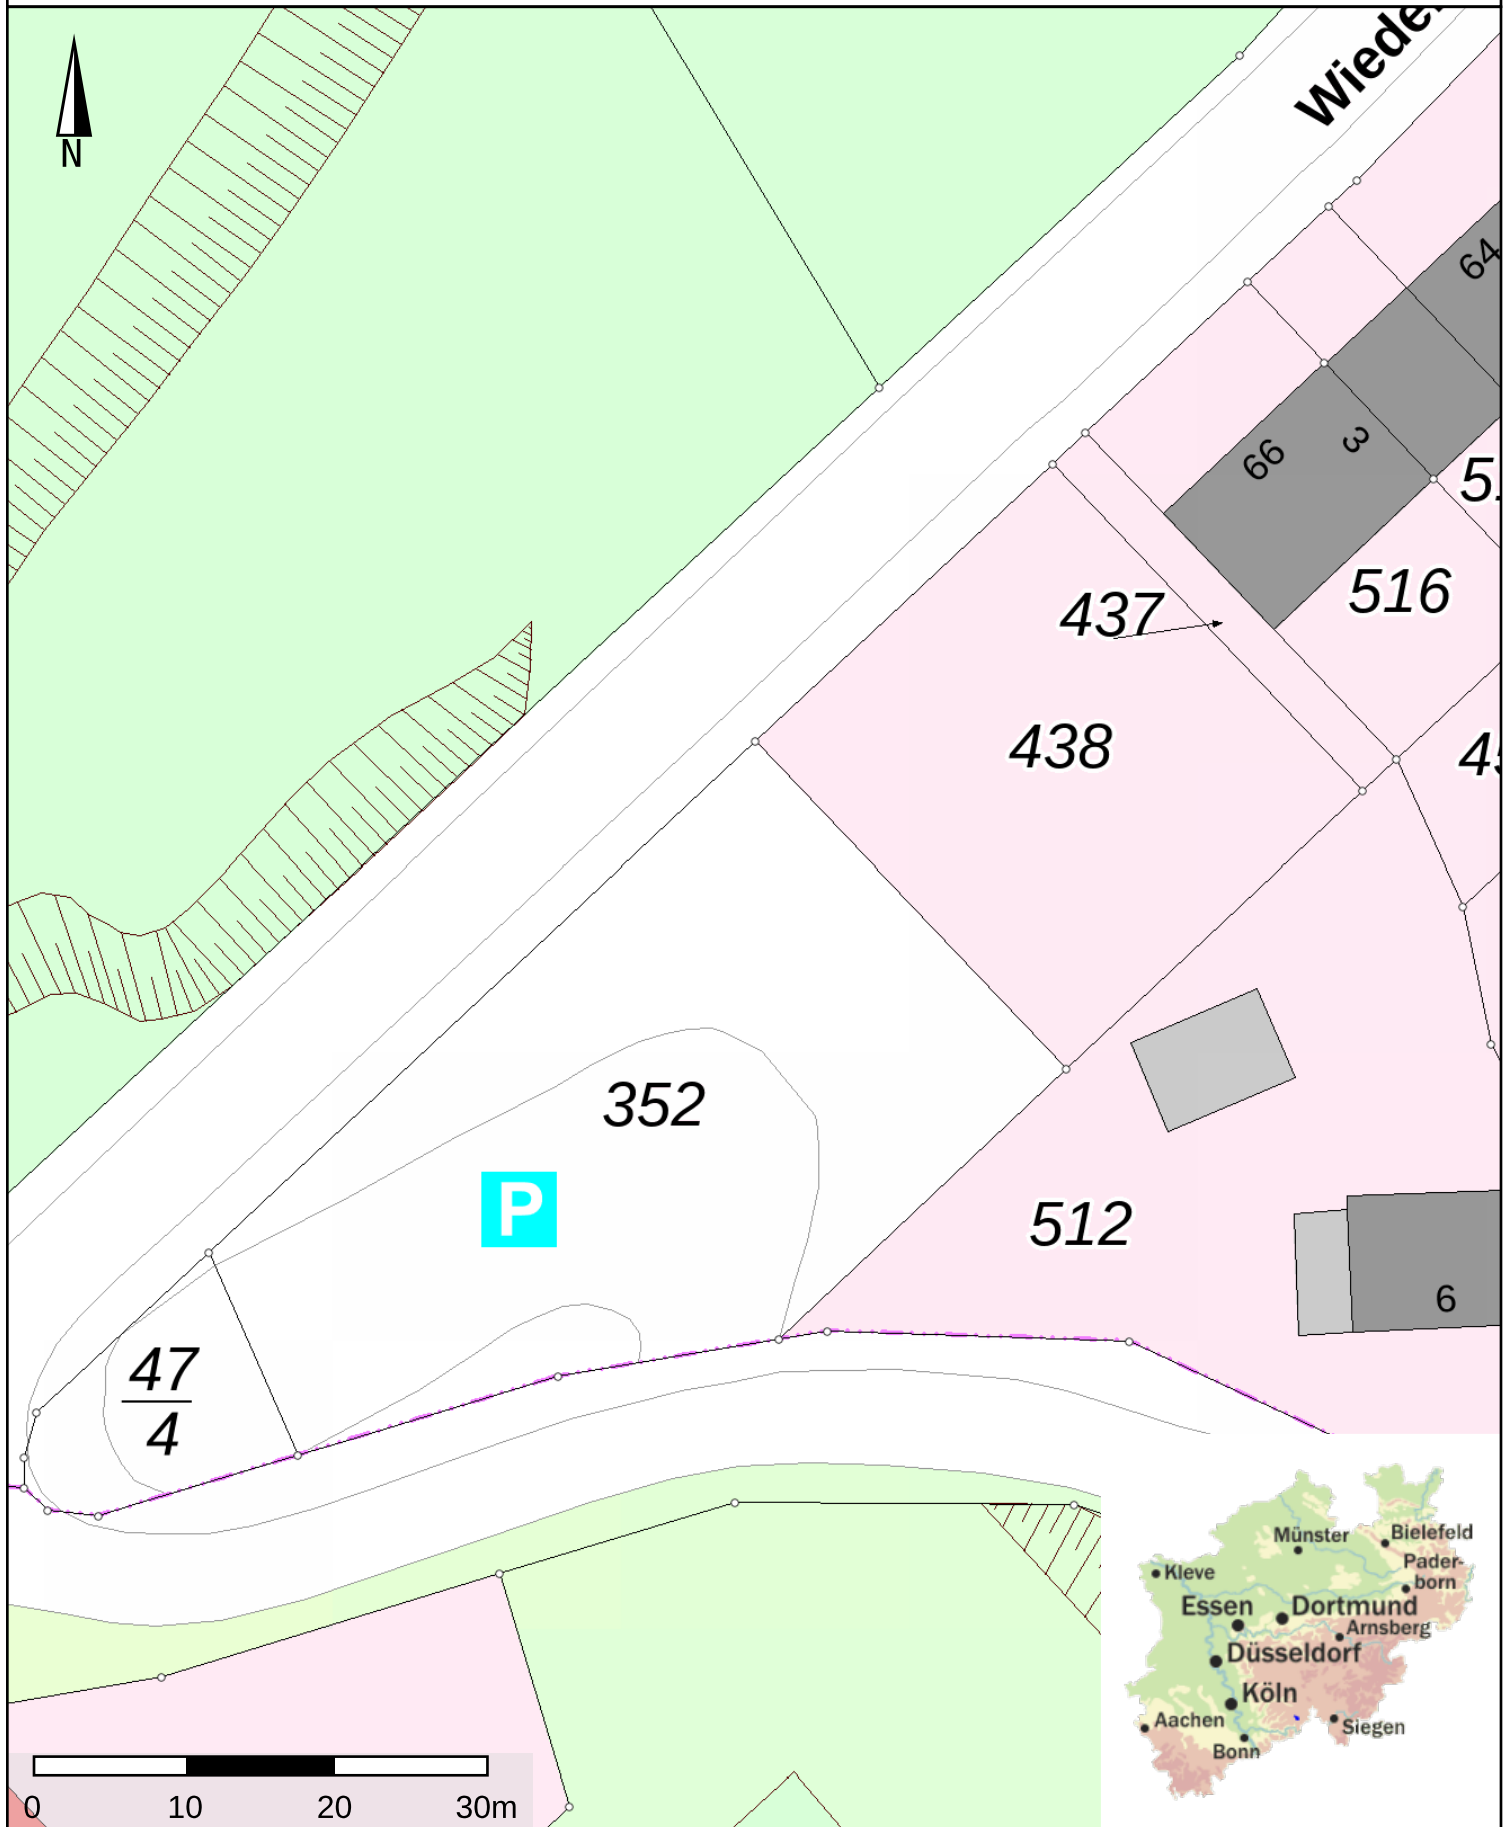 N
64
66
3
437
516
438
352
P
512
6
47
4
Münster
Bielefeld
Kleve
Pader-
born
Essen
Dortmund
Arnsberg
Düsseldorf
Köln
Aachen
Siegen
Bonn
0 10 20 30m